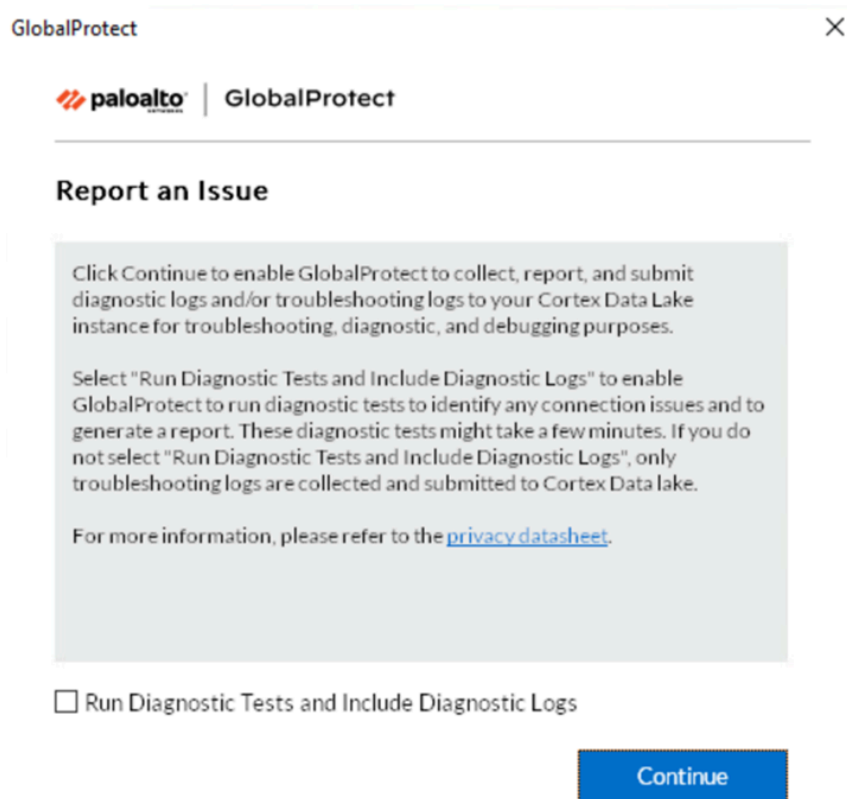 GlobalProtect
paloalto | GlobalProtect
NETWORKS
Report an Issue
Click Continue to enable GlobalProtect to collect, report, and submit
diagnostic logs and/or troubleshooting logs to your Cortex Data Lake
instance for troubleshooting, diagnostic, and debugging purposes.
Select "Run Diagnostic Tests and Include Diagnostic Logs" to enable
GlobalProtect to run diagnostic tests to identify any connection issues and to
generate a report. These diagnostic tests might take a few minutes. If you do
not select "Run Diagnostic Tests and Include Diagnostic Logs", only
troubleshooting logs are collected and submitted to Cortex Data lake.
For more information, please refer to the privacy datasheet.
Run Diagnostic Tests and Include Diagnostic Logs
Continue